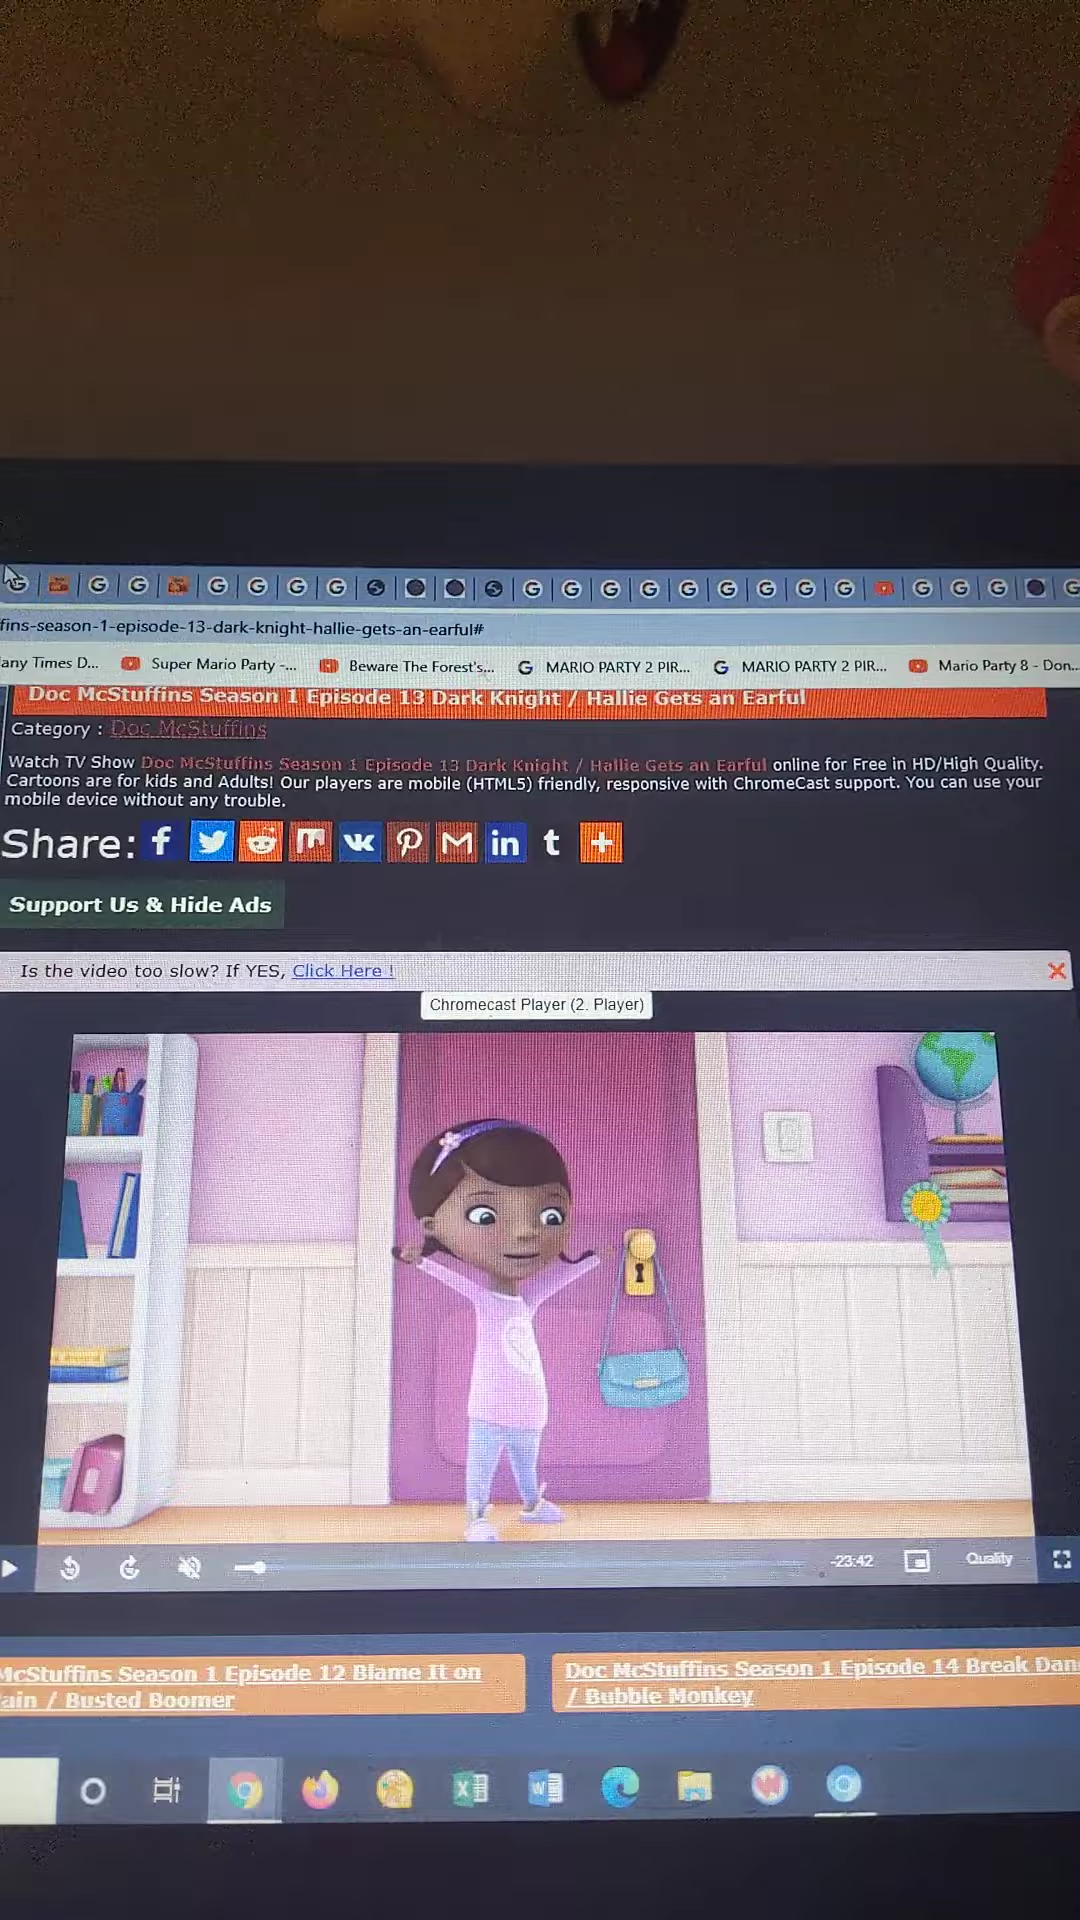 fins-season-1-episode-13-dark-knight-hallie-gets-an-earful#
any Times D... Super Mario Party -... Beware The Forest's... MARIO PARTY 2 PIR... MARIO PARTY 2 PIR... Mario Party 8 - Don...
Doc McStuffins Season 1 Episode 13 Dark Knight / Hallie Gets an Earful
Category : Doc McStuffins
Watch TV Show Doc McStuffins Season 1 Episode 13 Dark Knight / Hallie Gets an Earful online for Free in HD/High Quality.
Cartoons are for kids and Adults! Our players are mobile (HTML5) friendly, responsive with ChromeCast support. You can use your
mobile device without any trouble.
Share:
Support Us & Hide Ads
Is the video too slow? If YES, Click Here !
Chromecast Player (2. Player)
-23:42 Quality
McStuffins Season 1 Episode 12 Blame It on
ain / Busted Boomer
Doc McStuffins Season 1 Episode 14 Break Dan
/ Bubble Monkey